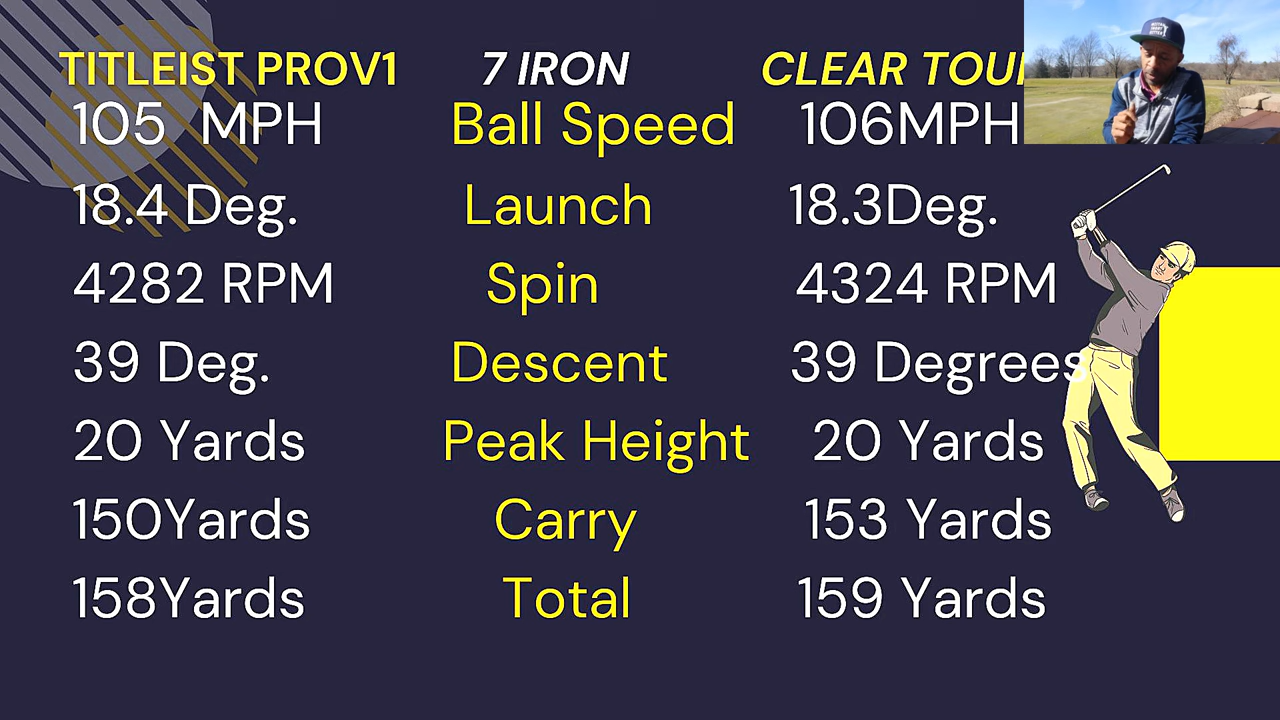 TITLEIST PROV1 7 IRON CLEAR TOU
105 MPH Ball Speed 106MPH
18.4 Deg. Launch 18.3Deg.
4282 RPM Spin 4324 RPM
39 Deg. Descent 39 Degrees
20 Yards Peak Height 20 Yards
150Yards Carry 153 Yards
158Yards Total 159 Yards